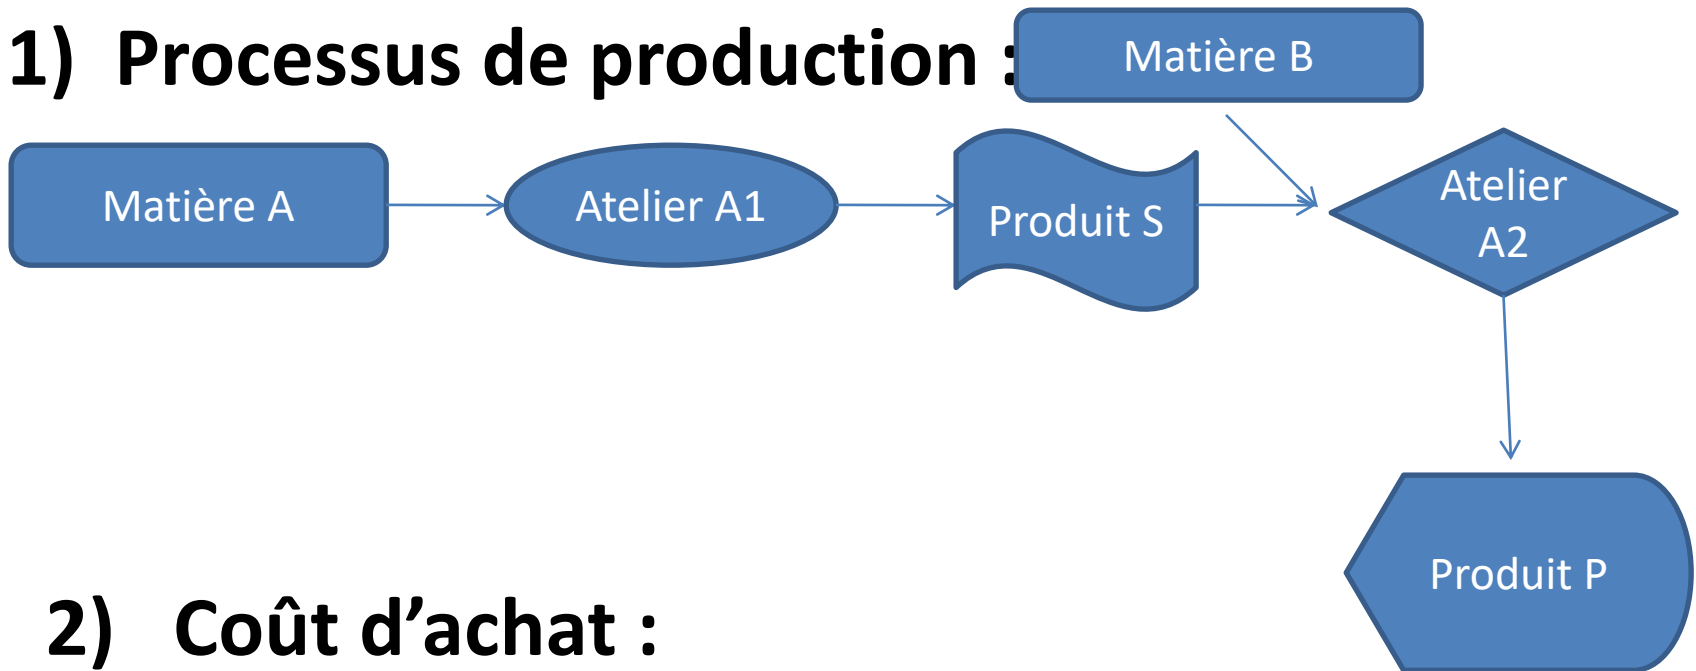 1) Processus de production :
Matière B
Matière A
Atelier A1
Produit S
Atelier
A2
Produit P
2) Coût d’achat :